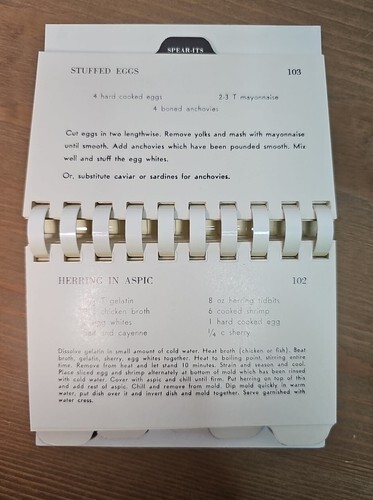 SPEAR-ITS
STUFFED EGGS 103
4 hard cooked eggs 2-3 T mayonnaise
4 boned anchovies
Cut eggs in two lengthwise. Remove yolks and mash with mayonnaise
until smooth. Add anchovies which have been pounded smooth. Mix
well and stuff the egg whites.
Or, substitute caviar or sardines for anchovies.
HERRING IN ASPIC 102
T gelatin 8 oz herring tidbits
chicken broth 6 cooked shrimp
egg whites 1 hard cooked egg
and cayenne ¼ c sherry
Dissolve gelatin in small amount of cold water. Heat broth (chicken or fish). Beat
broth, gelatin, sherry, egg whites together. Heat to boiling point, stirring entire
time. Remove from heat and let stand 10 minutes. Strain and season and cool.
Place sliced egg and shrimp alternately at bottom of mold which has been rinsed
with cold water. Cover with aspic and chill until firm. Put herring on top of this
and add rest of aspic. Chill and remove from mold. Dip mold quickly in warm
water, put dish over it and invert dish and mold together. Serve garnished with
water cress.